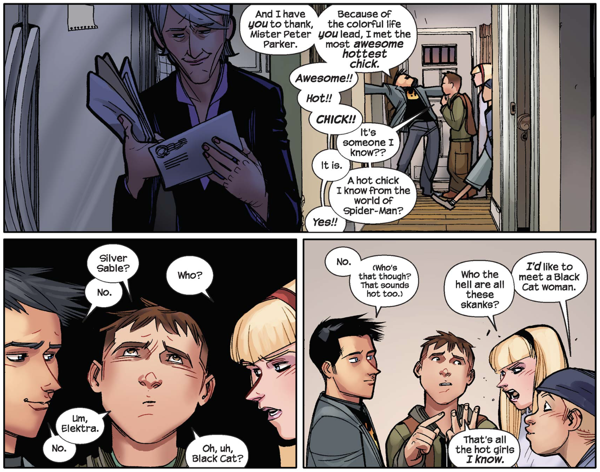 And I have
you to thank,
Mister Peter
Parker.
Because of
the colorful life
you lead, I met the
most awesome
hottest
chick.
Awesome!!
Hot!!
CHICK!!
It's
someone I
know??
It is.
A hot chick
I know from the
world of
Spider-Man?
Yes!!
Silver
Sable?
No.
Who?
Um,
Elektra.
No.
Oh, uh,
Black Cat?
No.
(Who's
that though?
That sounds
hot too.)
Who the
hell are all
these
skanks?
I'd like to
meet a Black
Cat woman.
That's all
the hot girls
I know.